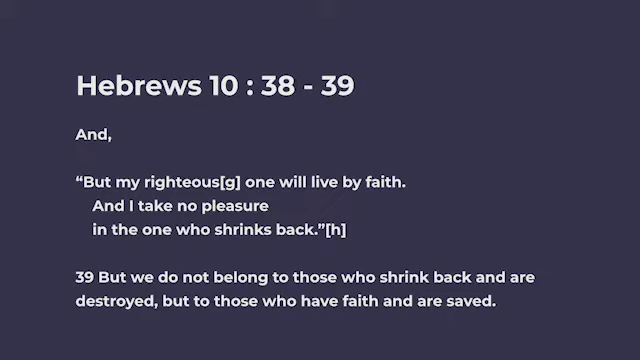 Hebrews 10 : 38 - 39
And,
“But my righteous[g] one will live by faith.
And I take no pleasure
in the one who shrinks back.”[h]
39 But we do not belong to those who shrink back and are
destroyed, but to those who have faith and are saved.